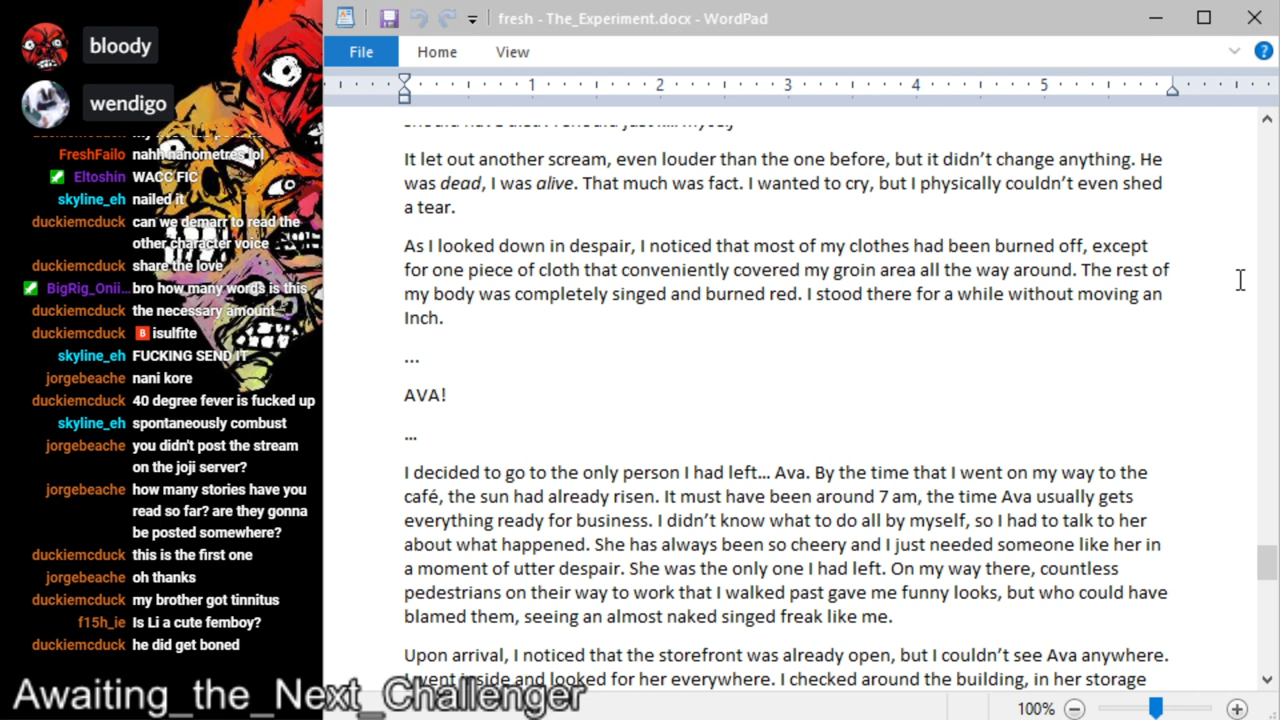 fresh - The_Experiment.docx - WordPad
File Home View
1 2 3 4 5
bloody
wendigo
FreshFailo nahh nanometres lol
Eltoshin WACC FIC
skyline_eh nailed it
duckiemcduck can we demarr to read the
other character voice
duckiemcduck share the love
BigRig_Onii... bro how many words is this
duckiemcduck the necessary amount
duckiemcduck B isulfite
skyline_eh FUCKING SEND IT
jorgebeache nani kore
duckiemcduck 40 degree fever is fucked up
skyline_eh spontaneously combust
jorgebeache you didn't post the stream
on the joji server?
jorgebeache how many stories have you
read so far? are they gonna
be posted somewhere?
duckiemcduck this is the first one
jorgebeache oh thanks
duckiemcduck my brother got tinnitus
f15h_ie Is Li a cute femboy?
duckiemcduck he did get boned
It let out another scream, even louder than the one before, but it didn't change anything. He
was dead, I was alive. That much was fact. I wanted to cry, but I physically couldn't even shed
a tear.
As I looked down in despair, I noticed that most of my clothes had been burned off, except
for one piece of cloth that conveniently covered my groin area all the way around. The rest of
my body was completely singed and burned red. I stood there for a while without moving an
Inch.
...
AVA!
...
I decided to go to the only person I had left... Ava. By the time that I went on my way to the
café, the sun had already risen. It must have been around 7 am, the time Ava usually gets
everything ready for business. I didn't know what to do all by myself, so I had to talk to her
about what happened. She has always been so cheery and I just needed someone like her in
a moment of utter despair. She was the only one I had left. On my way there, countless
pedestrians on their way to work that I walked past gave me funny looks, but who could have
blamed them, seeing an almost naked singed freak like me.
Upon arrival, I noticed that the storefront was already open, but I couldn't see Ava anywhere.
I went inside and looked for her everywhere. I checked around the building, in her storage
Awaiting_the_Next_Challenger
100%